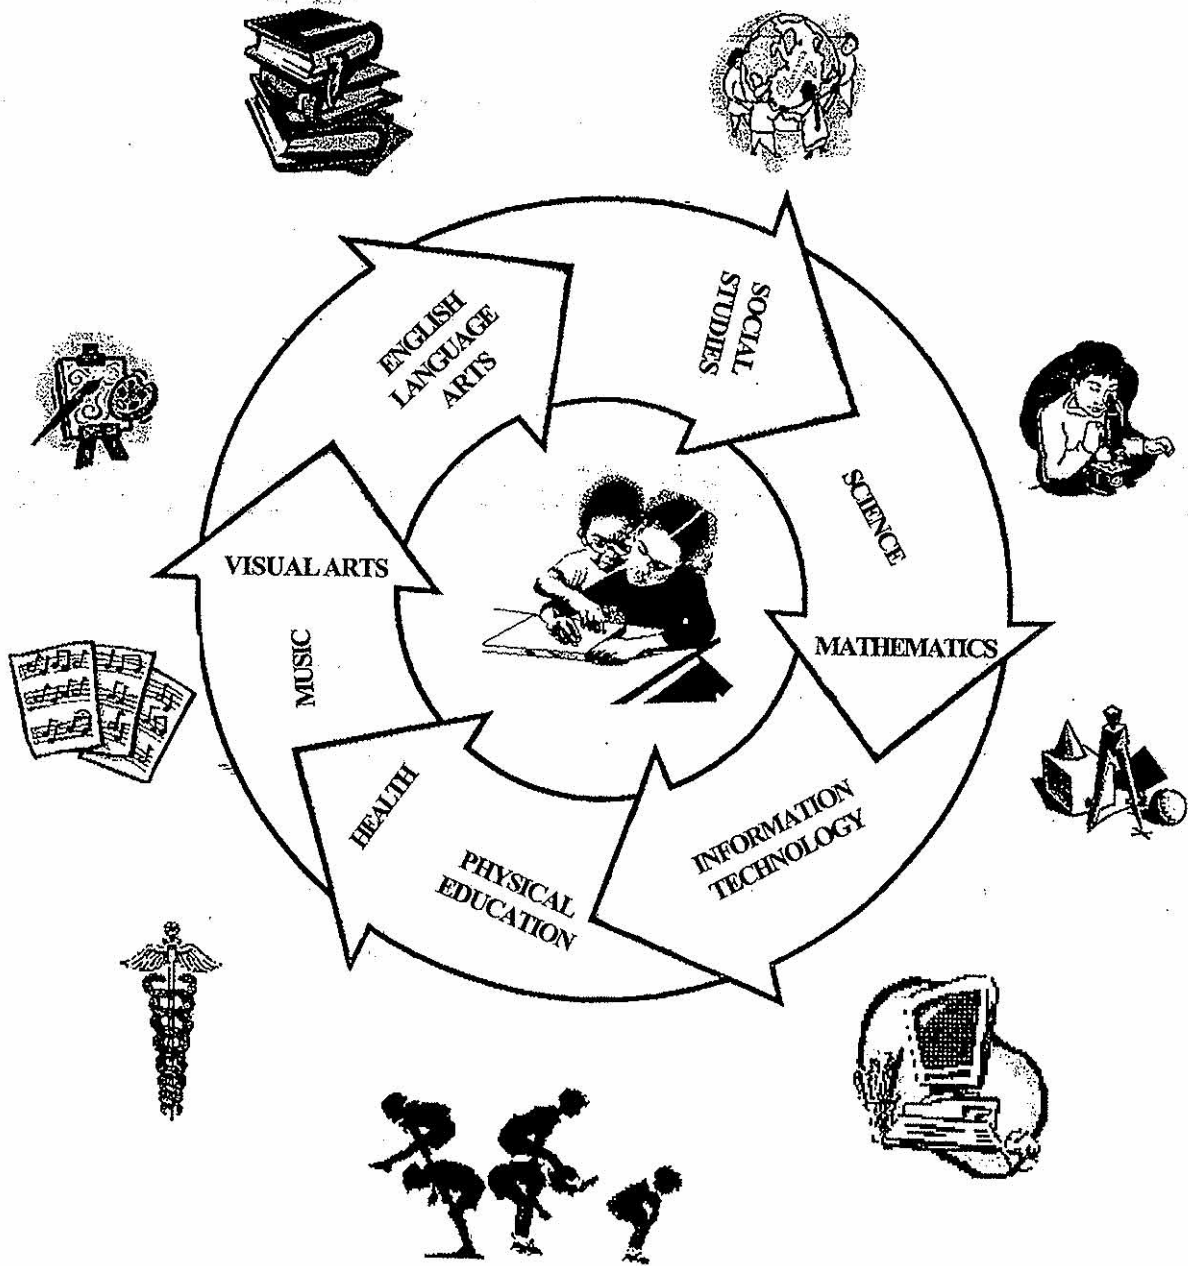 ENGLISH
LANGUAGE
ARTS
SOCIAL
STUDIES
SCIENCE
MATHEMATICS
INFORMATION
TECHNOLOGY
PHYSICAL
EDUCATION
HEALTH
MUSIC
VISUAL ARTS